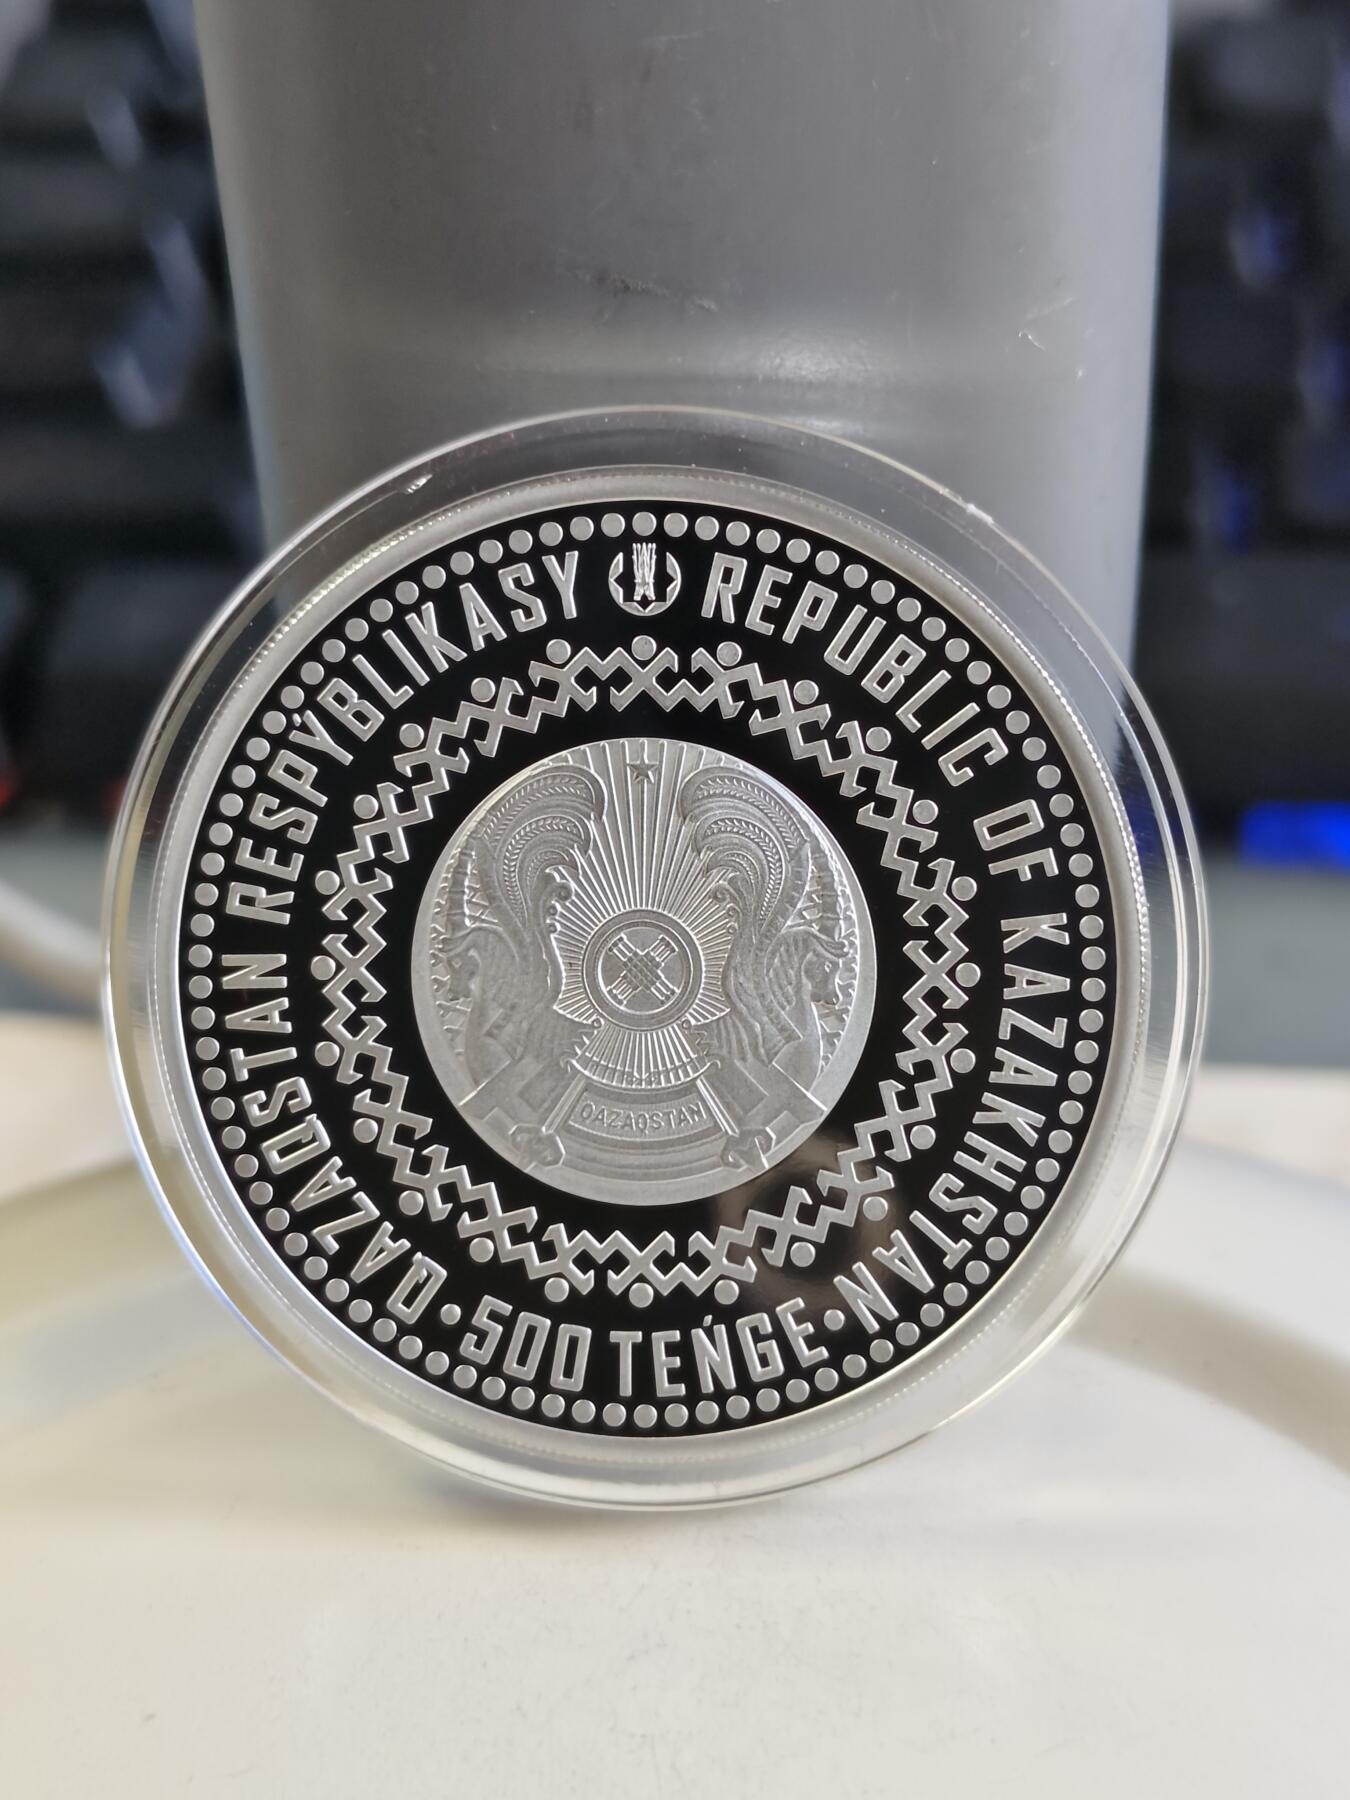 QAZAQSTAN RESPÝBLIKASY
REPUBLIC OF KAZAKHSTAN
• 500 TEŃGE •
QAZAQSTAN